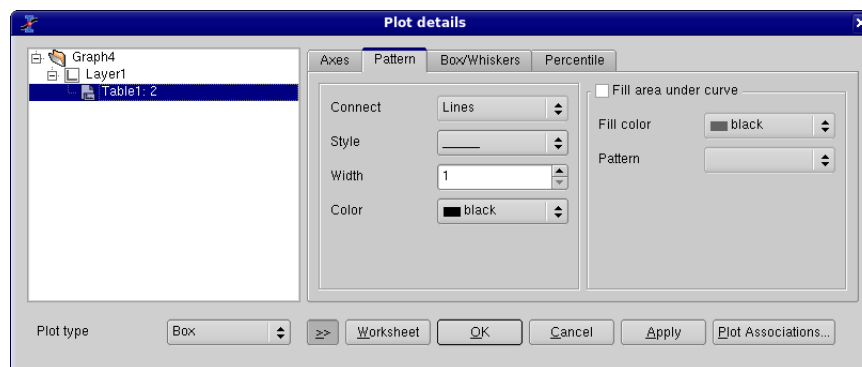 Plot details
Graph4
Layer1
Table1: 2
Axes Pattern Box/Whiskers Percentile
Connect Lines
Style
Width 1
Color black
Fill area under curve
Fill color black
Pattern
Plot type Box >> Worksheet OK Cancel Apply Plot Associations...